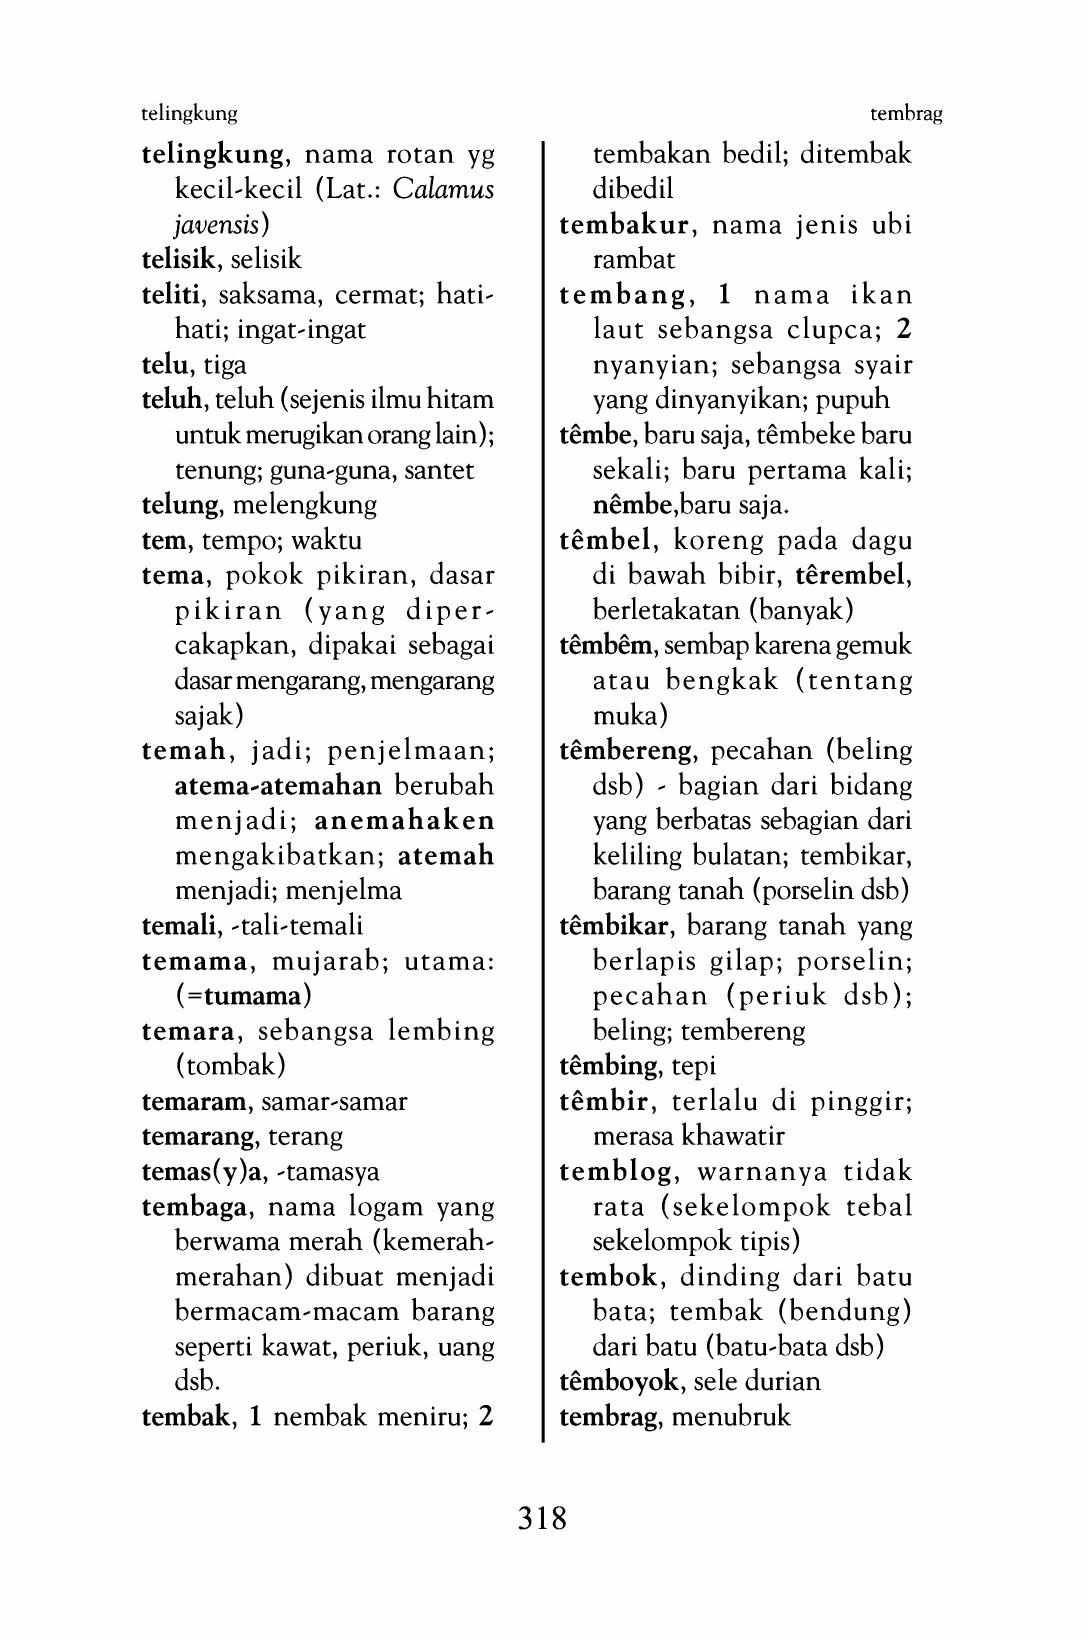 telingkung
tembrag
telingkung, nama rotan yg
kecil-kecil (Lat.: Calamus
javensis)
telisik, selisik
teliti, saksama, cermat; hati-
hati; ingat-ingat
telu, tiga
teluh, teluh (sejenis ilmu hitam
untuk merugikan orang lain);
tenung; guna-guna, santet
telung, melengkung
tem, tempo; waktu
tema, pokok pikiran, dasar
pikiran (yang diper-
cakapkan, dipakai sebagai
dasar mengarang, mengarang
sajak)
temah, jadi; penjelmaan;
atema-atemahan berubah
menjadi; anemahaken
mengakibatkan; atemah
menjadi; menjelma
temali, -tali-temali
temama, mujarab; utama:
(=tumama)
temara, sebangsa lembing
(tombak)
temaram, samar-samar
temarang, terang
temas(y)a, -tamasya
tembaga, nama logam yang
berwama merah (kemerah-
merahan) dibuat menjadi
bermacam-macam barang
seperti kawat, periuk, uang
dsb.
tembak, 1 nembak meniru; 2
tembakan bedil; ditembak
dibedil
tembakur, nama jenis ubi
rambat
tembang, 1 nama ikan
laut sebangsa clupca; 2
nyanyian; sebangsa syair
yang dinyanyikan; pupuh
têmbe, baru saja, têmbeke baru
sekali; baru pertama kali;
nêmbe,baru saja.
têmbel, koreng pada dagu
di bawah bibir, têrembel,
berletakatan (banyak)
têmbêm, sembap karena gemuk
atau bengkak (tentang
muka)
têmbereng, pecahan (beling
dsb) - bagian dari bidang
yang berbatas sebagian dari
keliling bulatan; tembikar,
barang tanah (porselin dsb)
têmbikar, barang tanah yang
berlapis gilap; porselin;
pecahan (periuk dsb);
beling; tembereng
têmbing, tepi
têmbir, terlalu di pinggir;
merasa khawatir
temblog, warnanya tidak
rata (sekelompok tebal
sekelompok tipis)
tembok, dinding dari batu
bata; tembak (bendung)
dari batu (batu-bata dsb)
têmboyok, sele durian
tembrag, menubruk
318